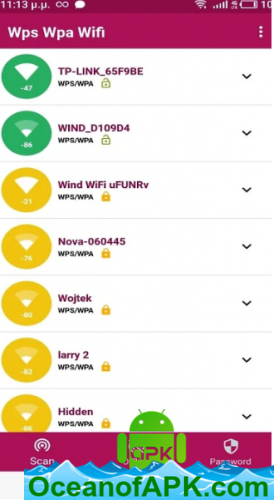 11:13 μ.μ.
Wps Wpa Wifi
TP-LINK_65F9BE
-47
WPS/WPA
WIND_D109D4
-86
WPS/WPA
Wind WiFi uFUNRv
-21
WPS/WPA
Nova-060445
-76
WPS/WPA
Wojtek
-80
WPS/WPA
larry 2
-82
WPS/WPA
Hidden
-86
WPS/WPA
APK
Scan
Password
OceanofAPK.com